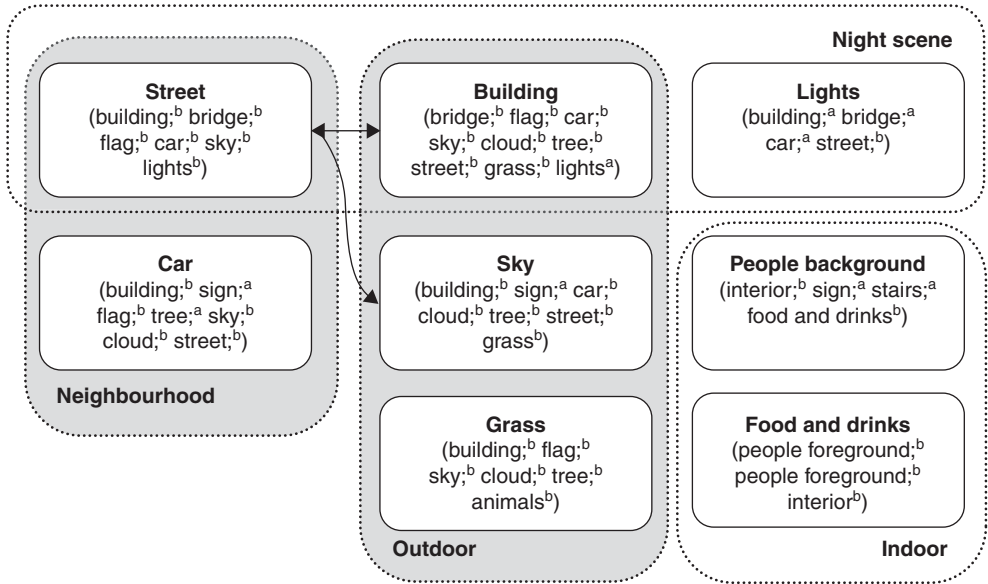 Night scene
Street
(building;ᵇ bridge;ᵇ
flag;ᵇ car;ᵇ sky;ᵇ
lightsᵇ)
Building
(bridge;ᵇ flag;ᵇ car;ᵇ
sky;ᵇ cloud;ᵇ tree;ᵇ
street;ᵇ grass;ᵇ lightsᵃ)
Lights
(building;ᵃ bridge;ᵃ
car;ᵃ street;ᵇ)
Car
(building;ᵇ sign;ᵃ
flag;ᵇ tree;ᵃ sky;ᵇ
cloud;ᵇ street;ᵇ)
Neighbourhood
Sky
(building;ᵇ sign;ᵃ car;ᵇ
cloud;ᵇ tree;ᵇ street;ᵇ
grassᵇ)
People background
(interior;ᵇ sign;ᵃ stairs;ᵃ
food and drinksᵇ)
Grass
(building;ᵇ flag;ᵇ
sky;ᵇ cloud;ᵇ tree;ᵇ
animalsᵇ)
Outdoor
Food and drinks
(people foreground;ᵇ
people foreground;ᵇ
interiorᵇ)
Indoor